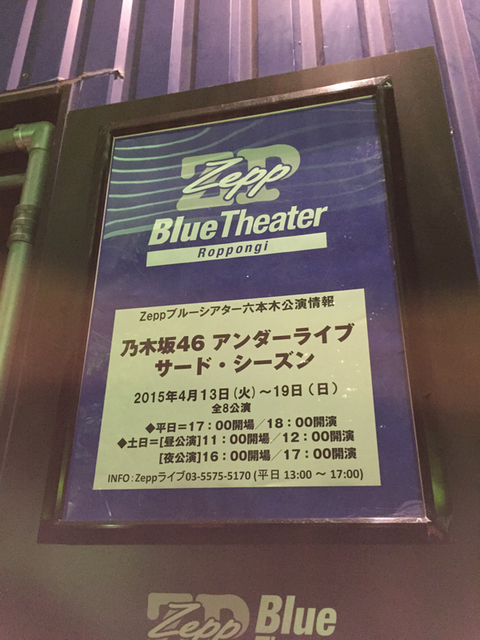 ZP
Zepp
Blue Theater
Roppongi
Zeppブルーシアター六本木公演情報
乃木坂46 アンダーライブ
サード・シーズン
2015年4月13日(火)〜19日(日)
全8公演
◆平日=17:00開場/18:00開演
◆土日=[昼公演]11:00開場/12:00開演
[夜公演]16:00開場/17:00開演
INFO:Zeppライブ03-5575-5170(平日 13:00 〜 17:00)
ZP
Zepp
Blue